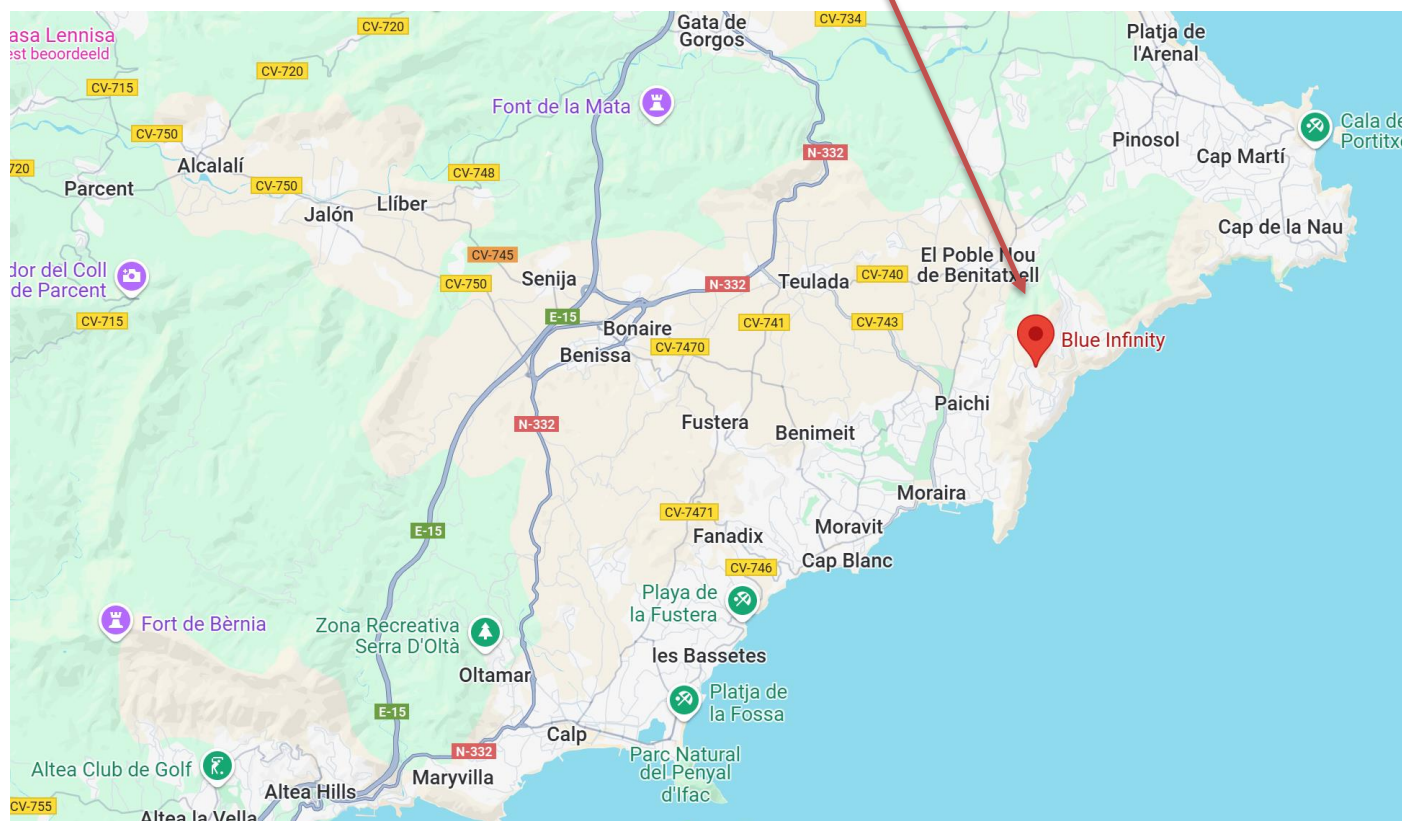 Casa Lennisa
est beoordeeld
CV-720
Gata de
Gorgos
CV-734
Platja de
l'Arenal
CV-715
CV-720
Font de la Mata
Cala de
Portitx
CV-750
Alcalalí
N-332
Pinosol
Cap Martí
720
Parcent
CV-750
CV-748
Jalón
Llíber
Cap de la Nau
CV-745
El Poble Nou
de Benitatxell
dor del Coll
de Parcent
CV-750
Senija
N-332
Teulada
CV-740
CV-715
E-15
Bonaire
CV-741
CV-743
Blue Infinity
Benissa
CV-7470
Paichi
N-332
Fustera
Benimeit
Moraira
CV-7471
E-15
Fanadix
Moravit
Cap Blanc
CV-746
Playa de
la Fustera
Fort de Bèrnia
Zona Recreativa
Serra D'Oltà
les Bassetes
Oltamar
Platja de
la Fossa
E-15
Calp
N-332
Parc Natural
del Penyal
d'Ifac
Altea Club de Golf
Maryvilla
Altea Hills
CV-755
Altea la Vella